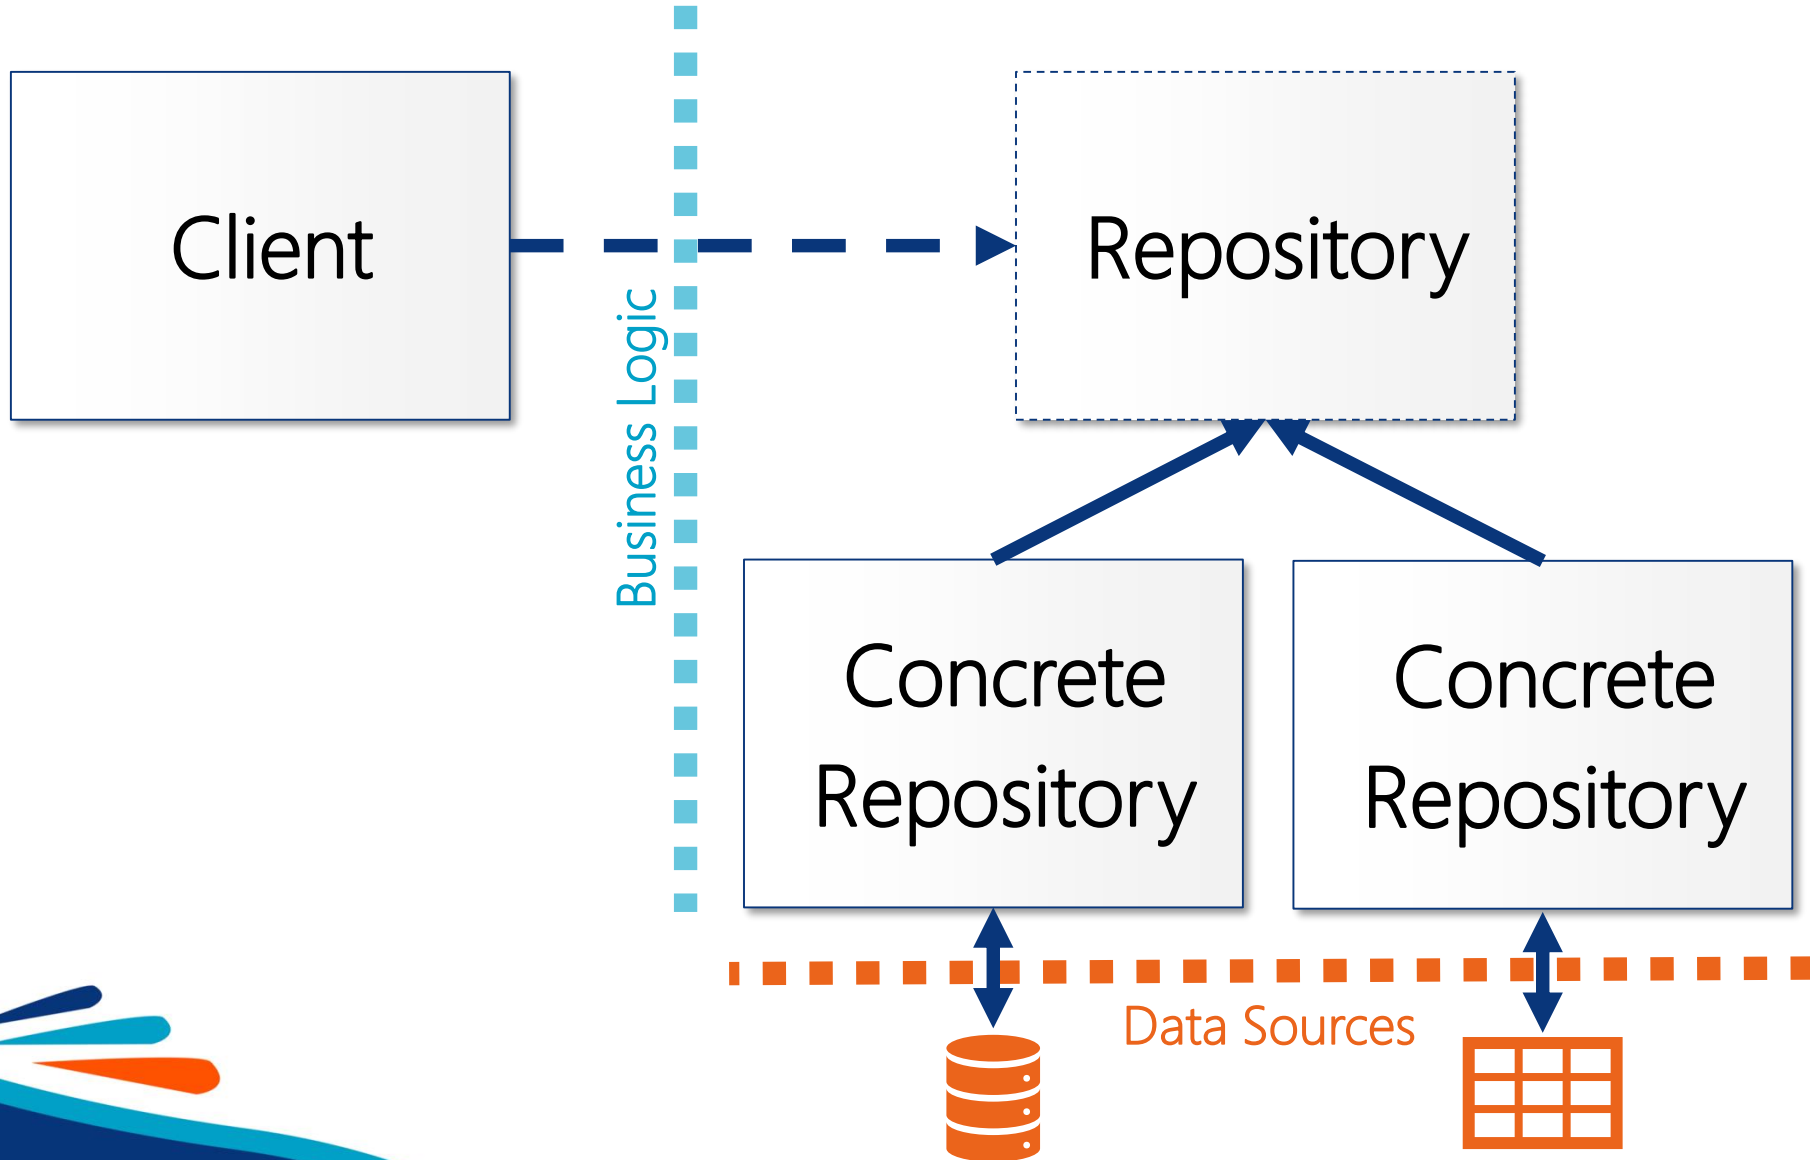 Client
Repository
Business Logic
Concrete
Repository
Concrete
Repository
Data Sources